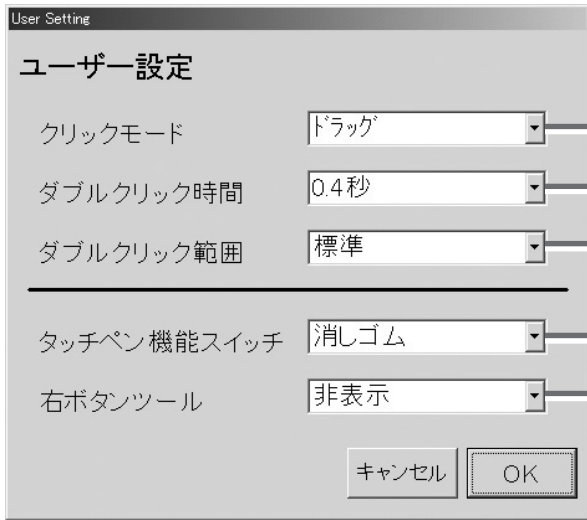 User Setting
ユーザー設定
クリックモード ドラッグ
ダブルクリック時間 0.4秒
ダブルクリック範囲 標準
タッチペン機能スイッチ 消しゴム
右ボタンツール 非表示
キャンセル OK